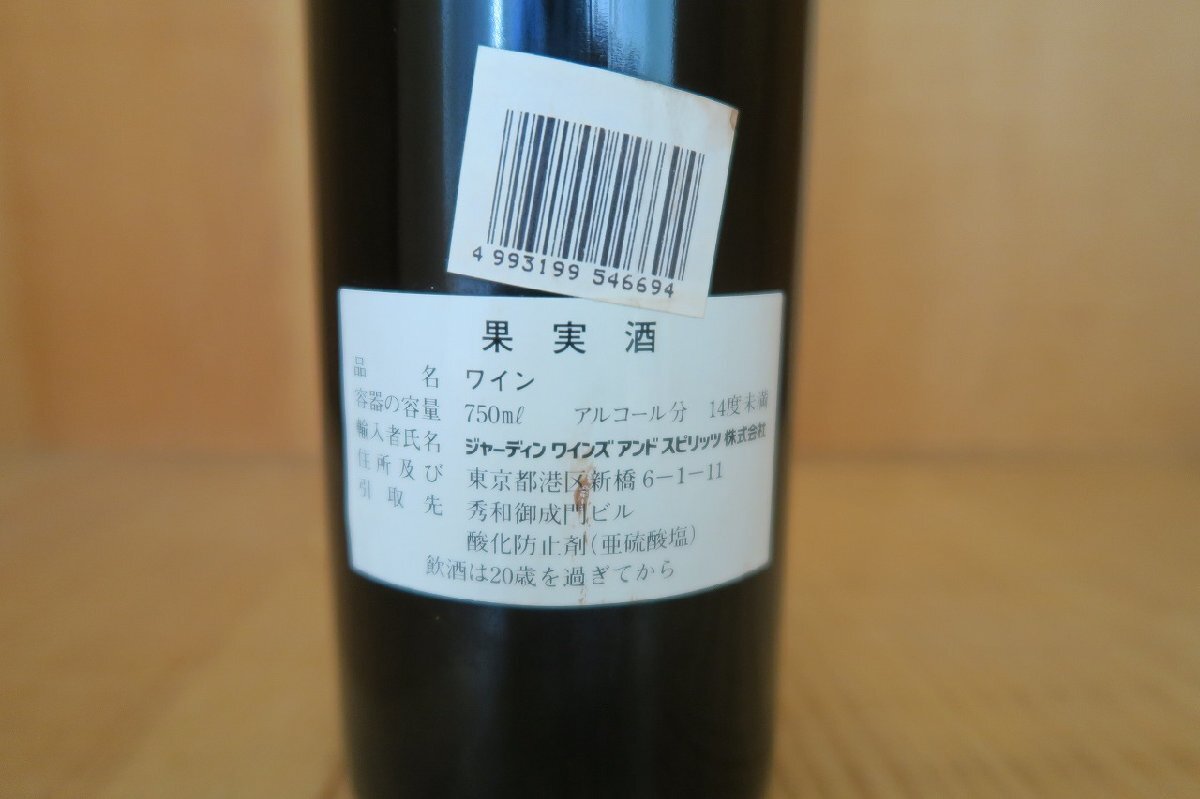 4 993199 546694
果実酒
品名 ワイン
容器の容量 750mℓ アルコール分 14度未満
輸入者氏名 ジャーディン ワインズ アンド スピリッツ 株式会社
住所及び 東京都港区新橋6-1-11
引取先 秀和御成門ビル
酸化防止剤(亜硫酸塩)
飲酒は20歳を過ぎてから